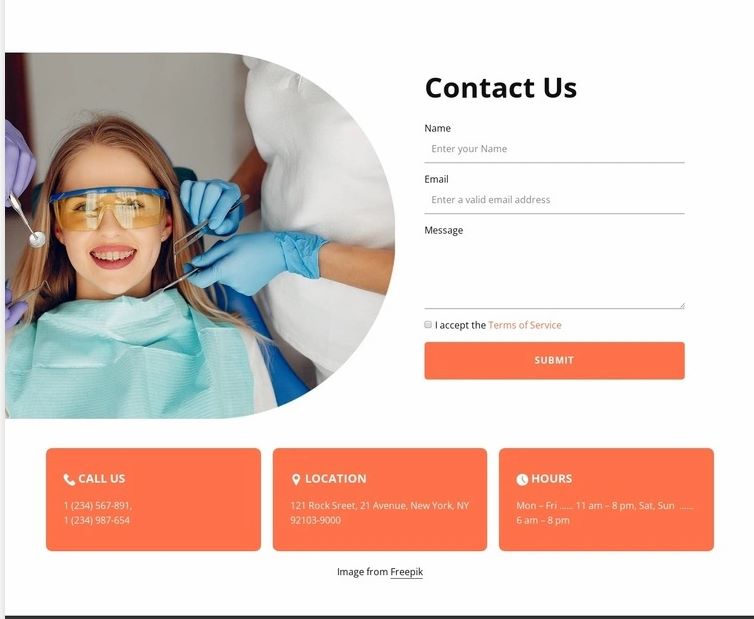 Contact Us
Name
Enter your Name
Email
Enter a valid email address
Message
I accept the Terms of Service
SUBMIT
CALL US
1 (234) 567-891,
1 (234) 987-654
LOCATION
121 Rock Sreet, 21 Avenue, New York, NY
92103-9000
HOURS
Mon – Fri ...... 11 am – 8 pm, Sat, Sun ......
6 am – 8 pm
Image from Freepik